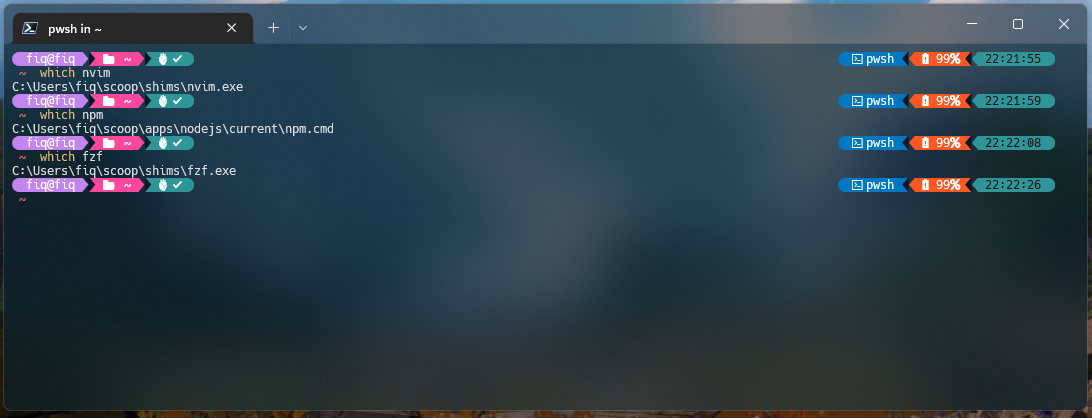 pwsh in ~
fiq@fiq ~ pwsh 99% 22:21:55
~ which nvim
C:\Users\fiq\scoop\shims\nvim.exe
fiq@fiq ~ pwsh 99% 22:21:59
~ which npm
C:\Users\fiq\scoop\apps\nodejs\current\npm.cmd
fiq@fiq ~ pwsh 99% 22:22:08
~ which fzf
C:\Users\fiq\scoop\shims\fzf.exe
fiq@fiq ~ pwsh 99% 22:22:26
~